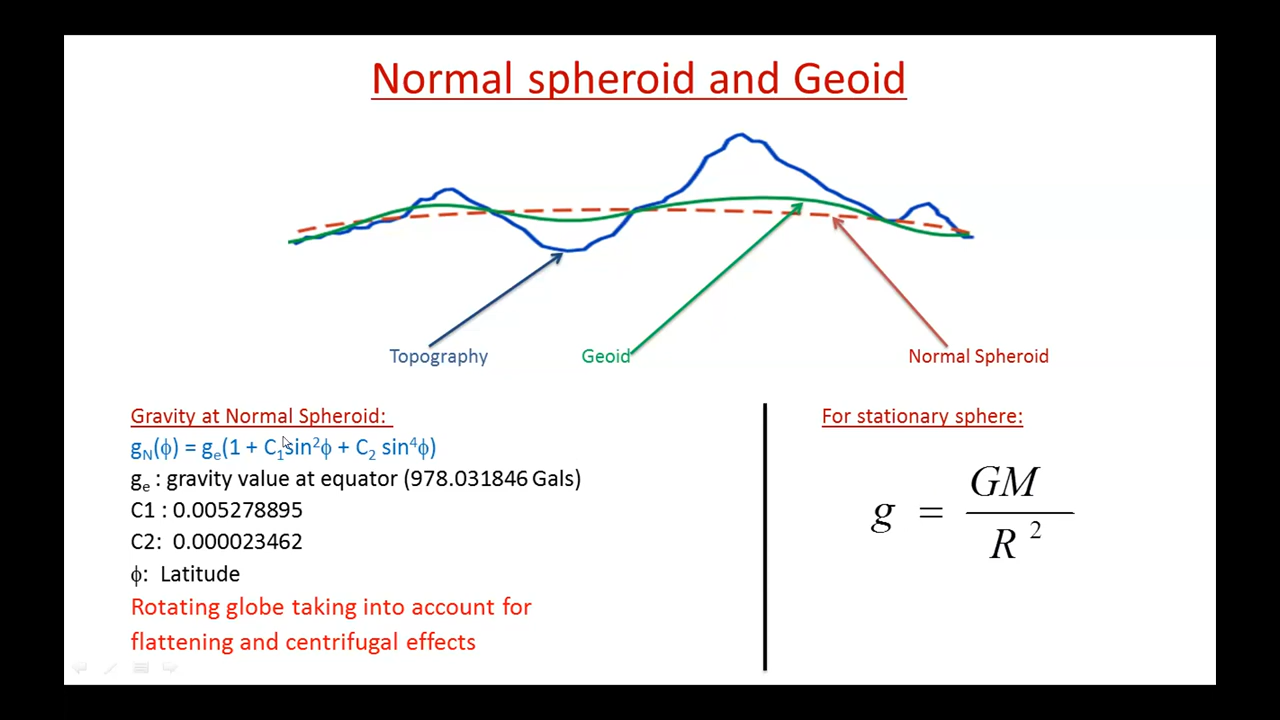 Normal spheroid and Geoid
Topography
Geoid
Normal Spheroid
Gravity at Normal Spheroid:
gN(ϕ) = ge(1 + C1sin²ϕ + C2 sin⁴ϕ)
ge : gravity value at equator (978.031846 Gals)
C1 : 0.005278895
C2: 0.000023462
ϕ: Latitude
Rotating globe taking into account for
flattening and centrifugal effects
For stationary sphere:
g = GM / R²